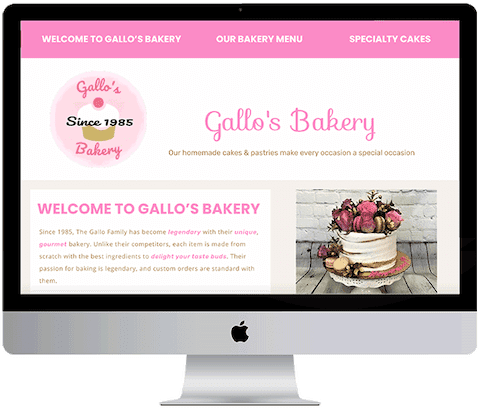 WELCOME TO GALLO'S BAKERY OUR BAKERY MENU SPECIALTY CAKES
Gallo's
Since 1985
Bakery
Gallo's Bakery
Our homemade cakes & pastries make every occasion a special occasion
WELCOME TO GALLO'S BAKERY
Since 1985, The Gallo Family has become legendary with their unique,
gourmet bakery. Unlike their competitors, each item is made from
scratch with the best ingredients to delight your taste buds. Their
passion for baking is legendary, and custom orders are standard with
them.